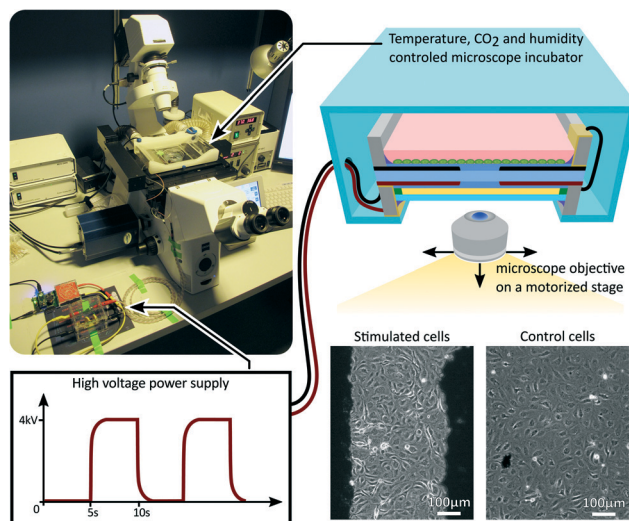 Temperature, CO2 and humidity
controled microscope incubator
microscope objective
on a motorized stage
Stimulated cells
Control cells
High voltage power supply
4kV
0
5s
10s
100μm
100μm